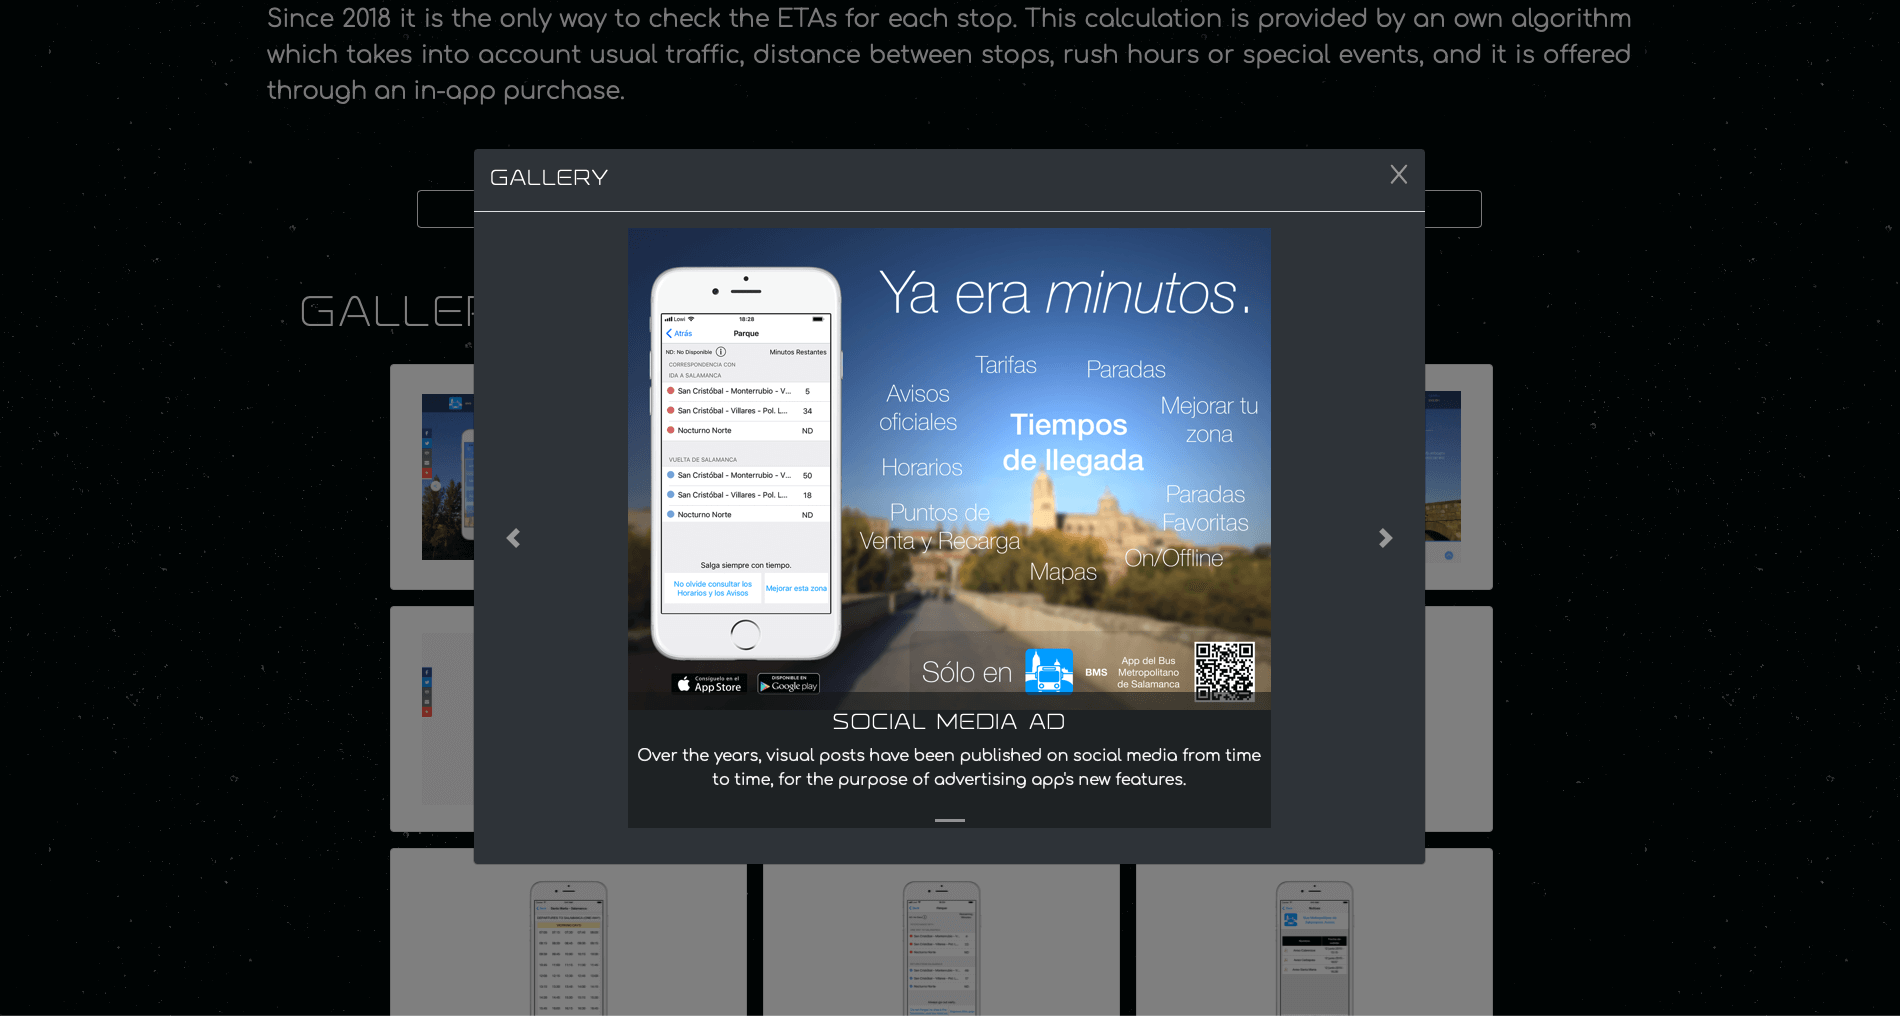 Since 2018 it is the only way to check the ETAs for each stop. This calculation is provided by an own algorithm
which takes into account usual traffic, distance between stops, rush hours or special events, and it is offered
through an in-app purchase.
GALLERY
X
GALLER
Ya era minutos.
Lowi
18:28
Atrás
Parque
ND: No Disponible
Minutos Restantes
CORRESPONDENCIA CON
IDA A SALAMANCA
San Cristóbal - Monterrubio - V... 5
San Cristóbal - Villares - Pol. L... 34
Nocturno Norte ND
VUELTA DE SALAMANCA
San Cristóbal - Monterrubio - V... 50
San Cristóbal - Villares - Pol. L... 18
Nocturno Norte ND
Salga siempre con tiempo.
No olvide consultar los
Horarios y los Avisos
Mejorar esta zona
Tarifas
Paradas
Avisos
oficiales
Mejorar tu
zona
Tiempos
de llegada
Horarios
Paradas
Favoritas
Puntos de
Venta y Recarga
On/Offline
Mapas
Consíguelo en el
App Store
DISPONIBLE EN
Google play
Sólo en
BMS
App del Bus
Metropolitano
de Salamanca
SOCIAL MEDIA AD
Over the years, visual posts have been published on social media from time
to time, for the purpose of advertising app's new features.
Parque